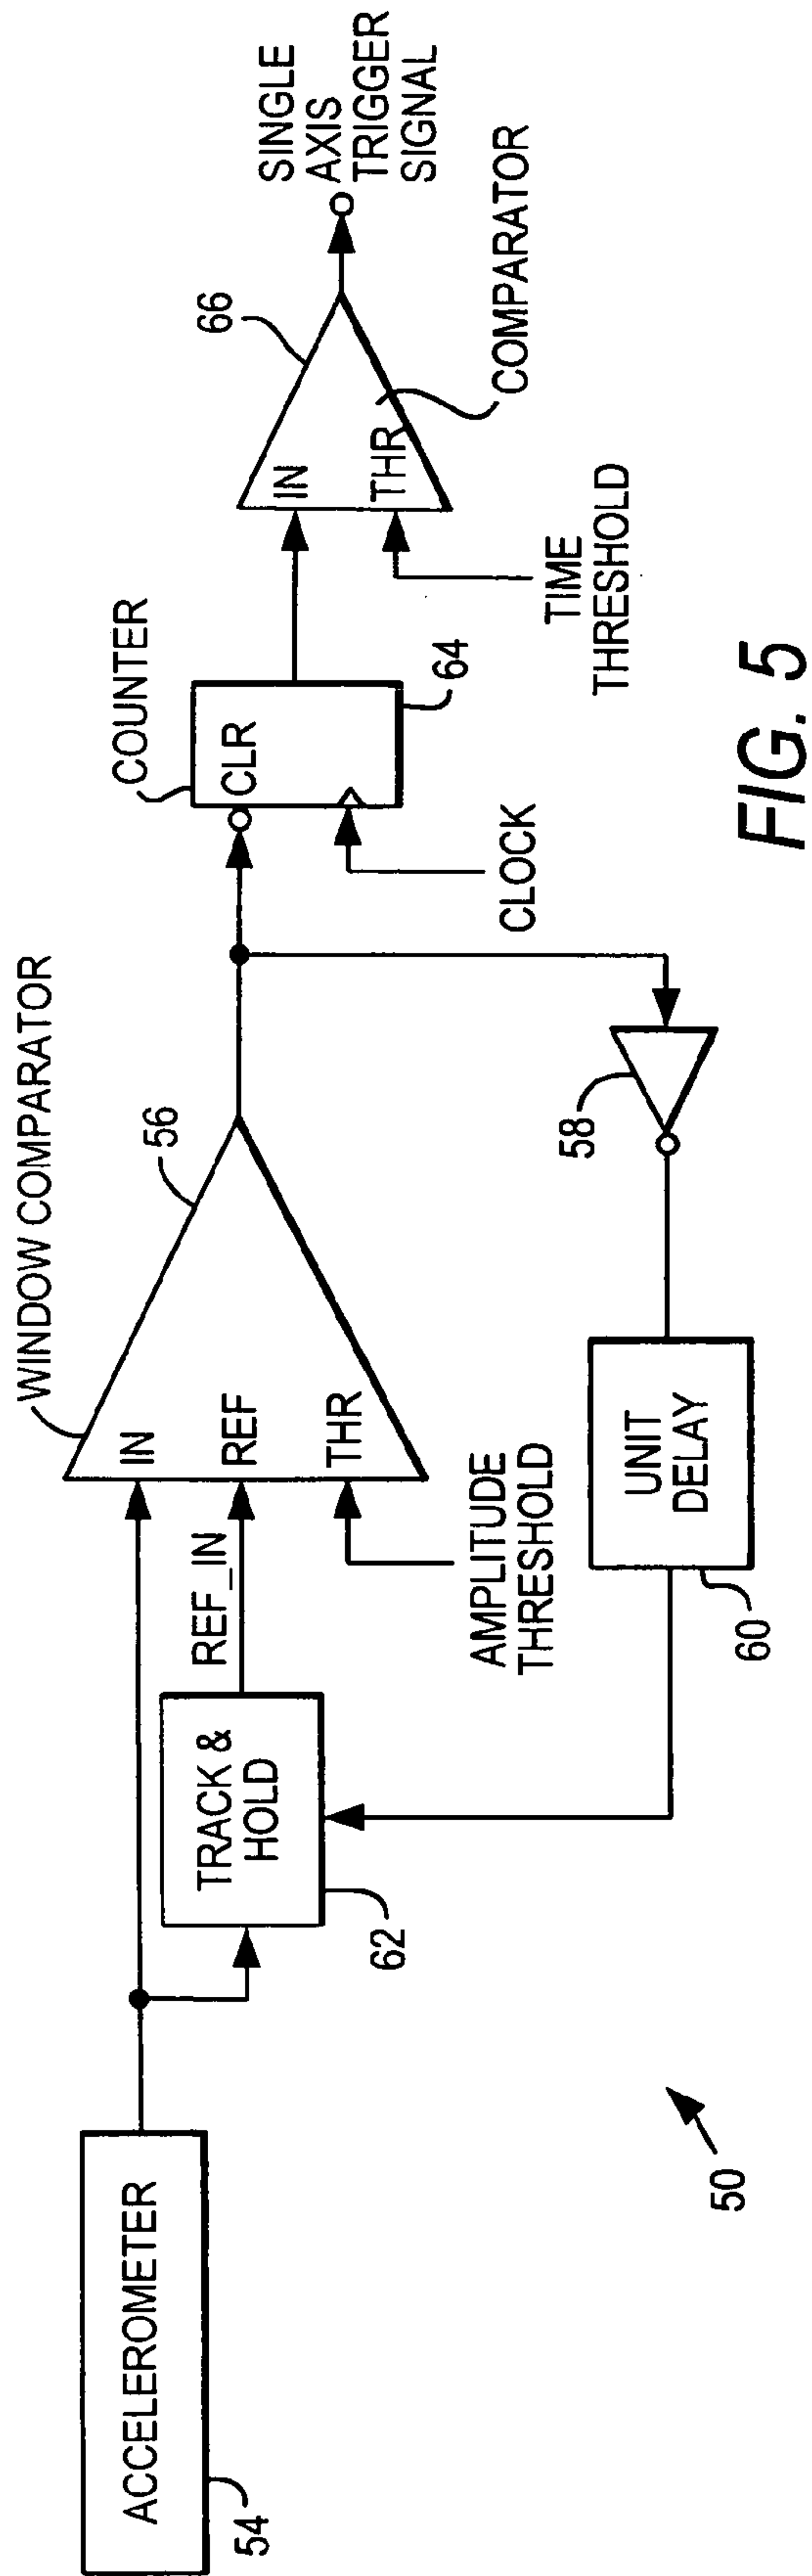 ACCELEROMETER
54
50
TRACK &
HOLD
62
REF_IN
WINDOW COMPARATOR
56
IN
REF
THR
AMPLITUDE
THRESHOLD
UNIT
DELAY
60
58
COUNTER
CLR
64
CLOCK
66
IN
THR
COMPARATOR
TIME
THRESHOLD
SINGLE
AXIS
TRIGGER
SIGNAL
FIG. 5